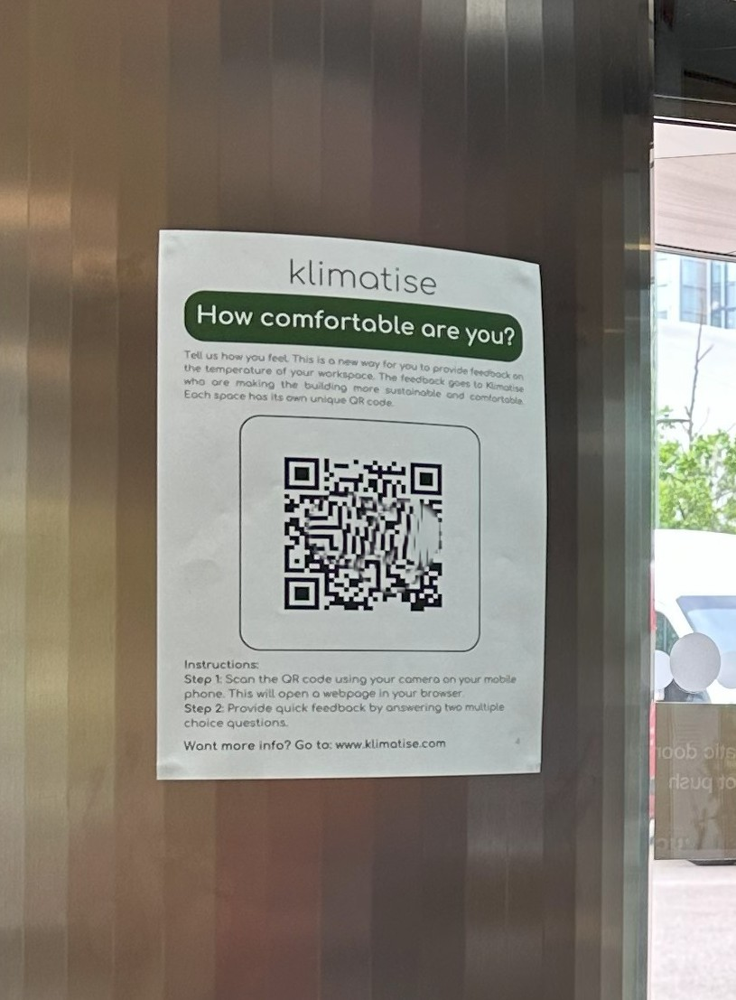 klimatise
How comfortable are you?
Tell us how you feel. This is a new way for you to provide feedback on
the temperature of your workspace. The feedback goes to Klimatise
who are making the building more sustainable and comfortable.
Each space has its own unique QR code.
Instructions:
Step 1: Scan the QR code using your camera on your mobile
phone. This will open a webpage in your browser.
Step 2: Provide quick feedback by answering two multiple
choice questions.
Want more info? Go to: www.klimatise.com
4
door
push